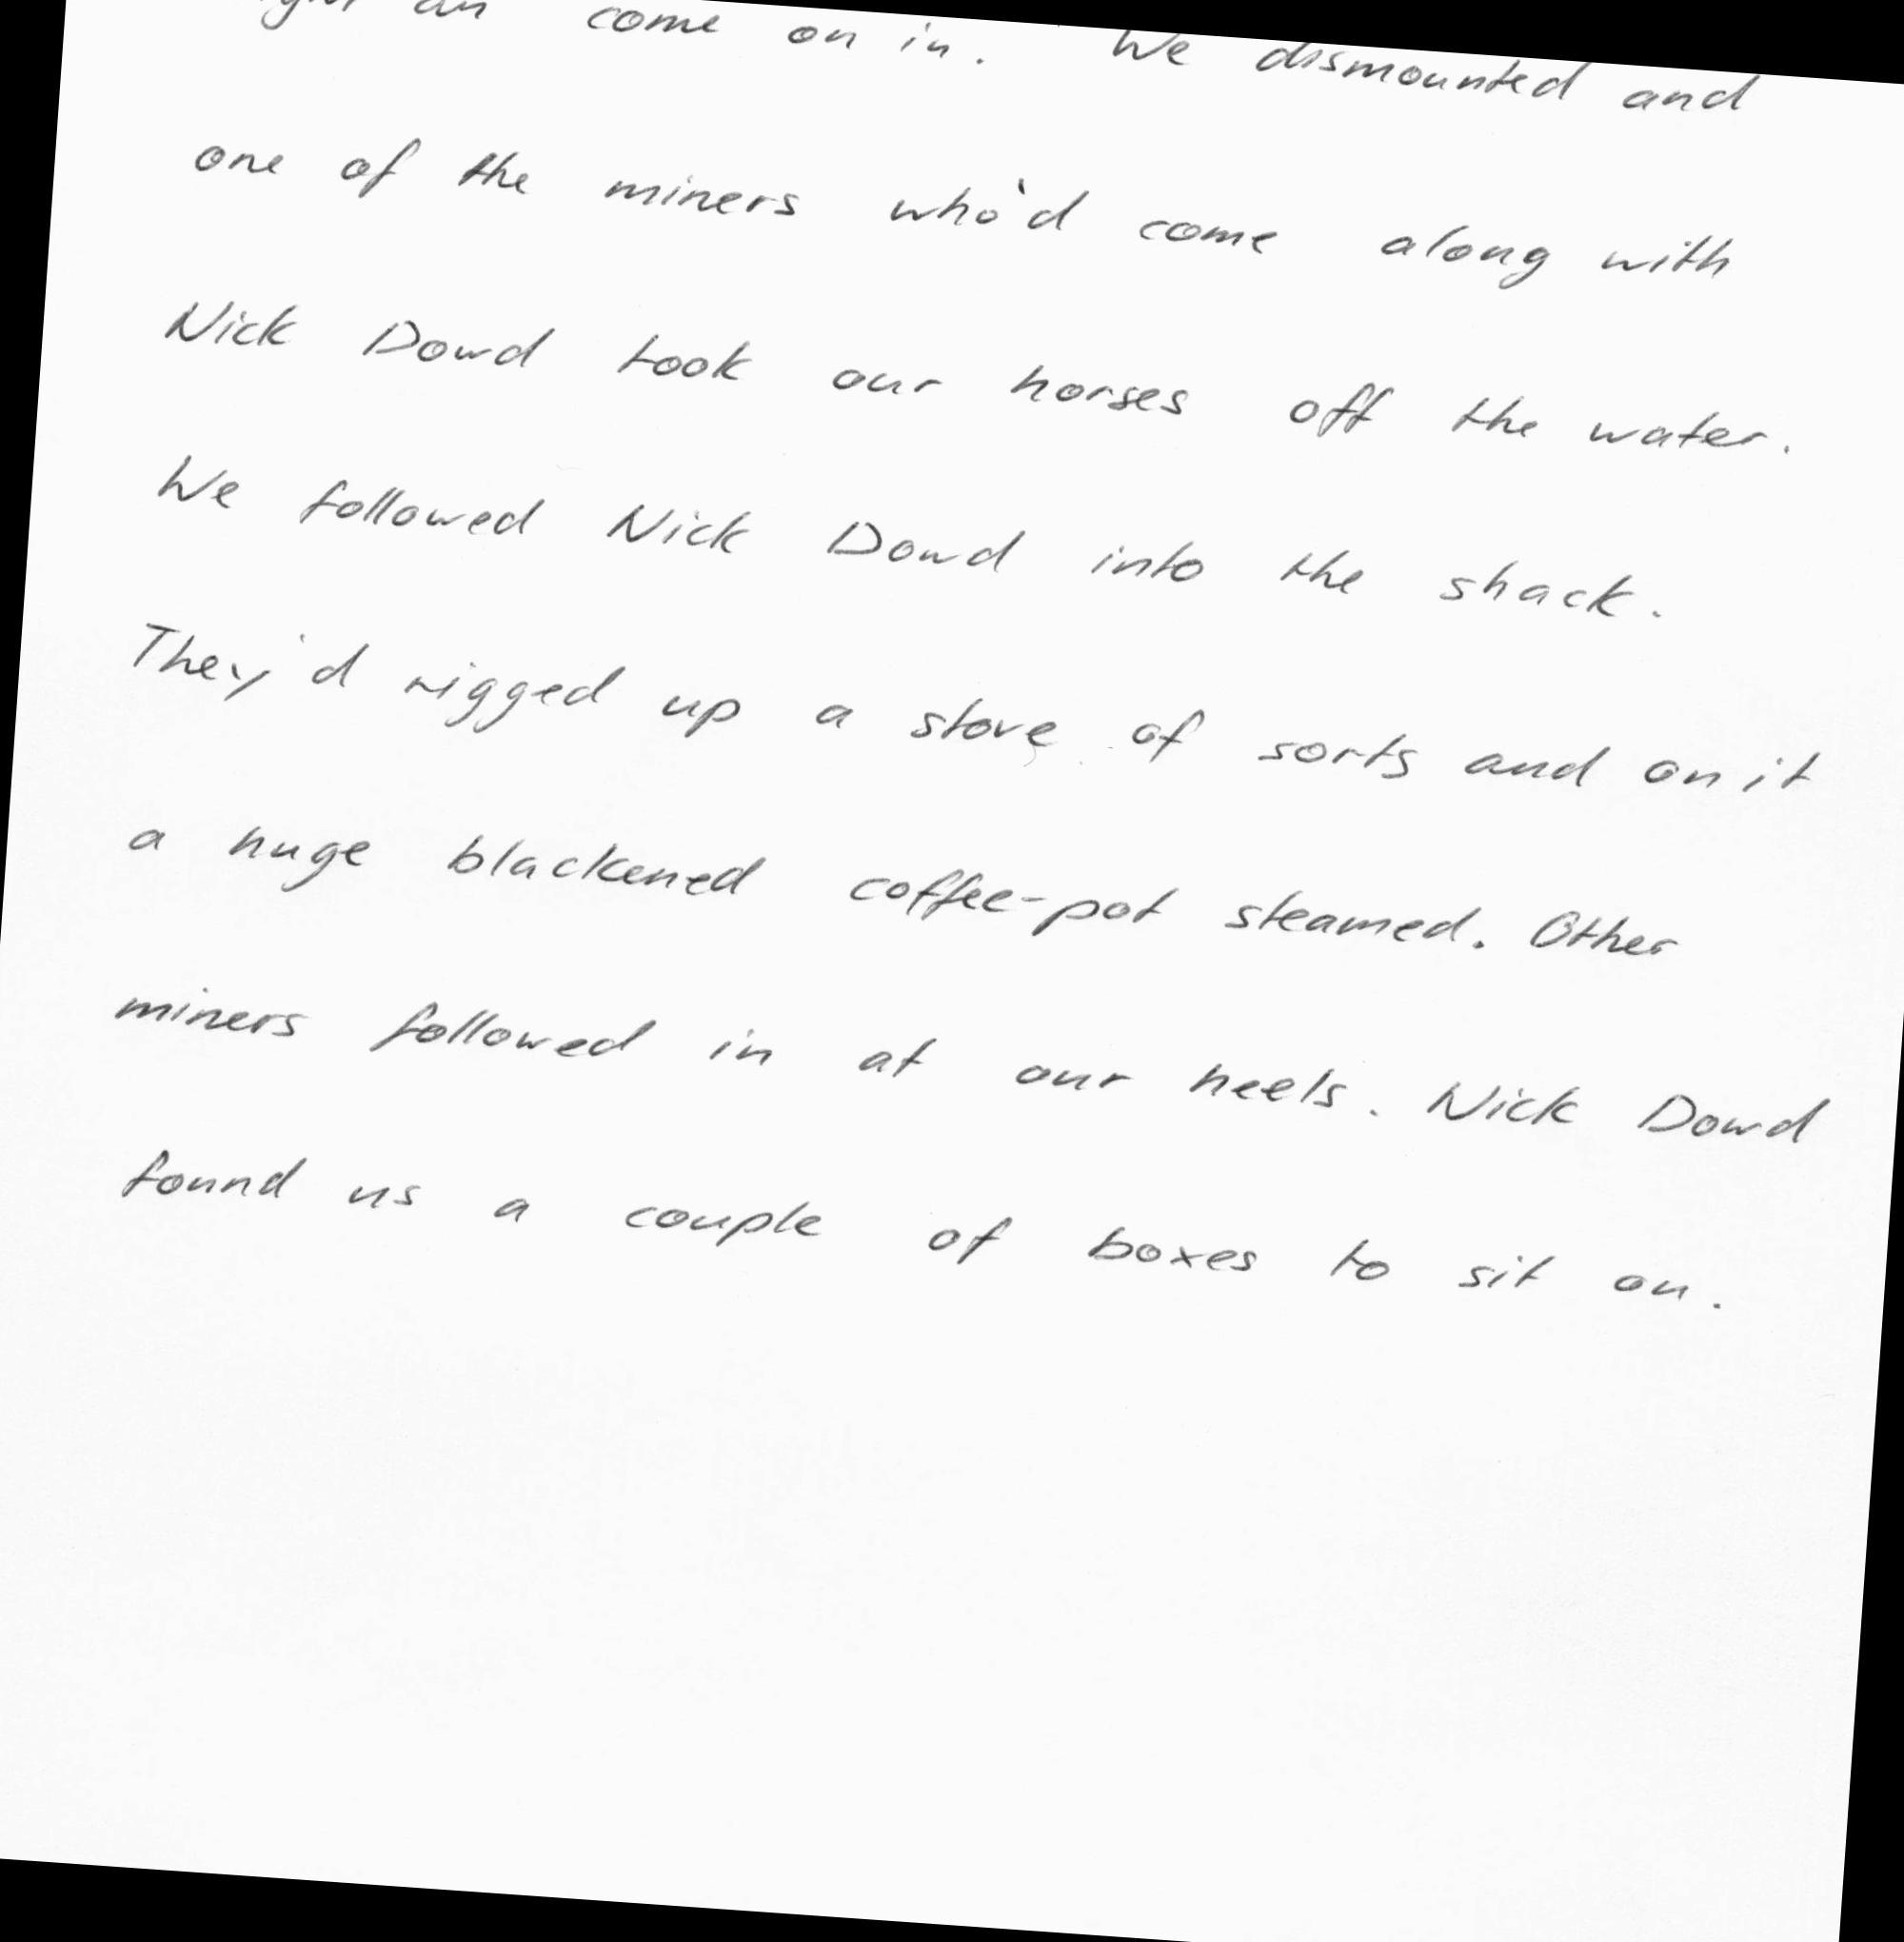 an come on in. We dismounted and
one of the miners who'd come along with
Nick Dowd took our horses off the water.
We followed Nick Dowd into the shack.
They'd rigged up a stove of sorts and on it
a huge blackened coffee-pot steamed. Other
miners followed in at our heels. Nick Dowd
found us a couple of boxes to sit on.